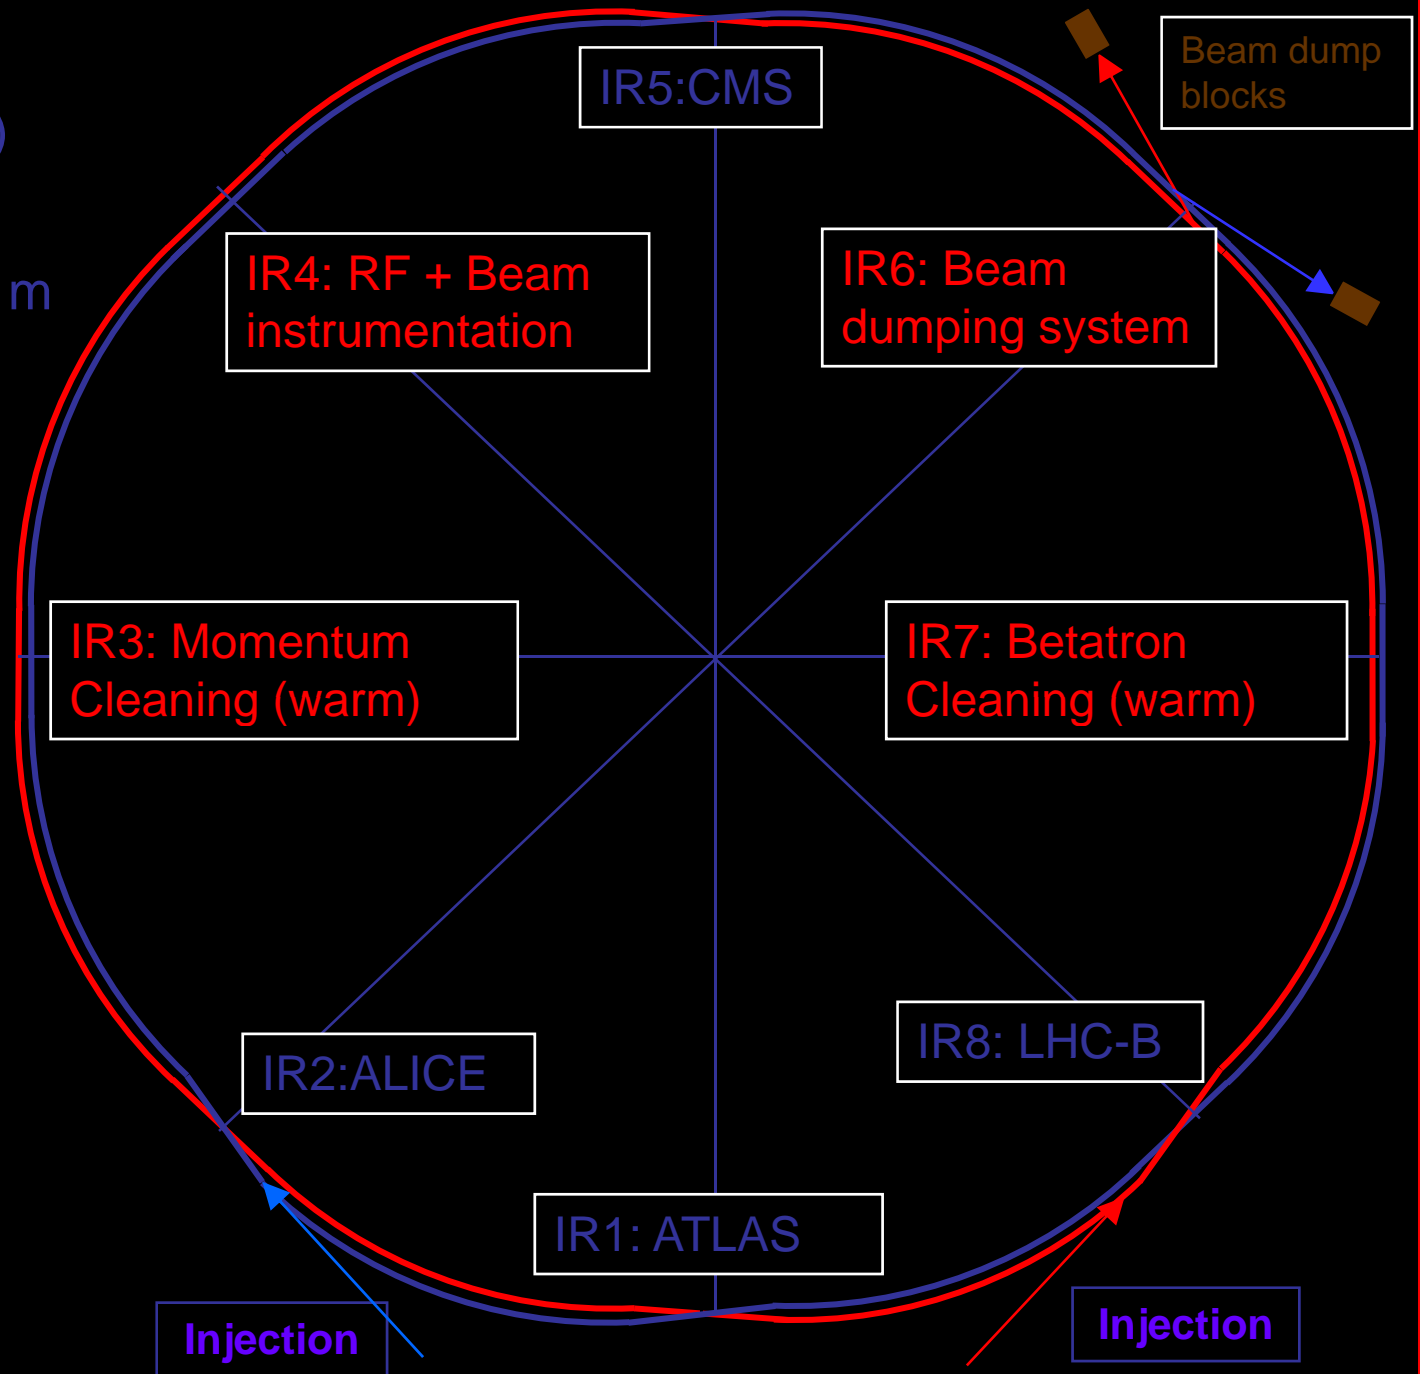 IR5:CMS
Beam dump
blocks
)
m
IR4: RF + Beam
instrumentation
IR6: Beam
dumping system
IR3: Momentum
Cleaning (warm)
IR7: Betatron
Cleaning (warm)
IR2:ALICE
IR8: LHC-B
IR1: ATLAS
Injection
Injection